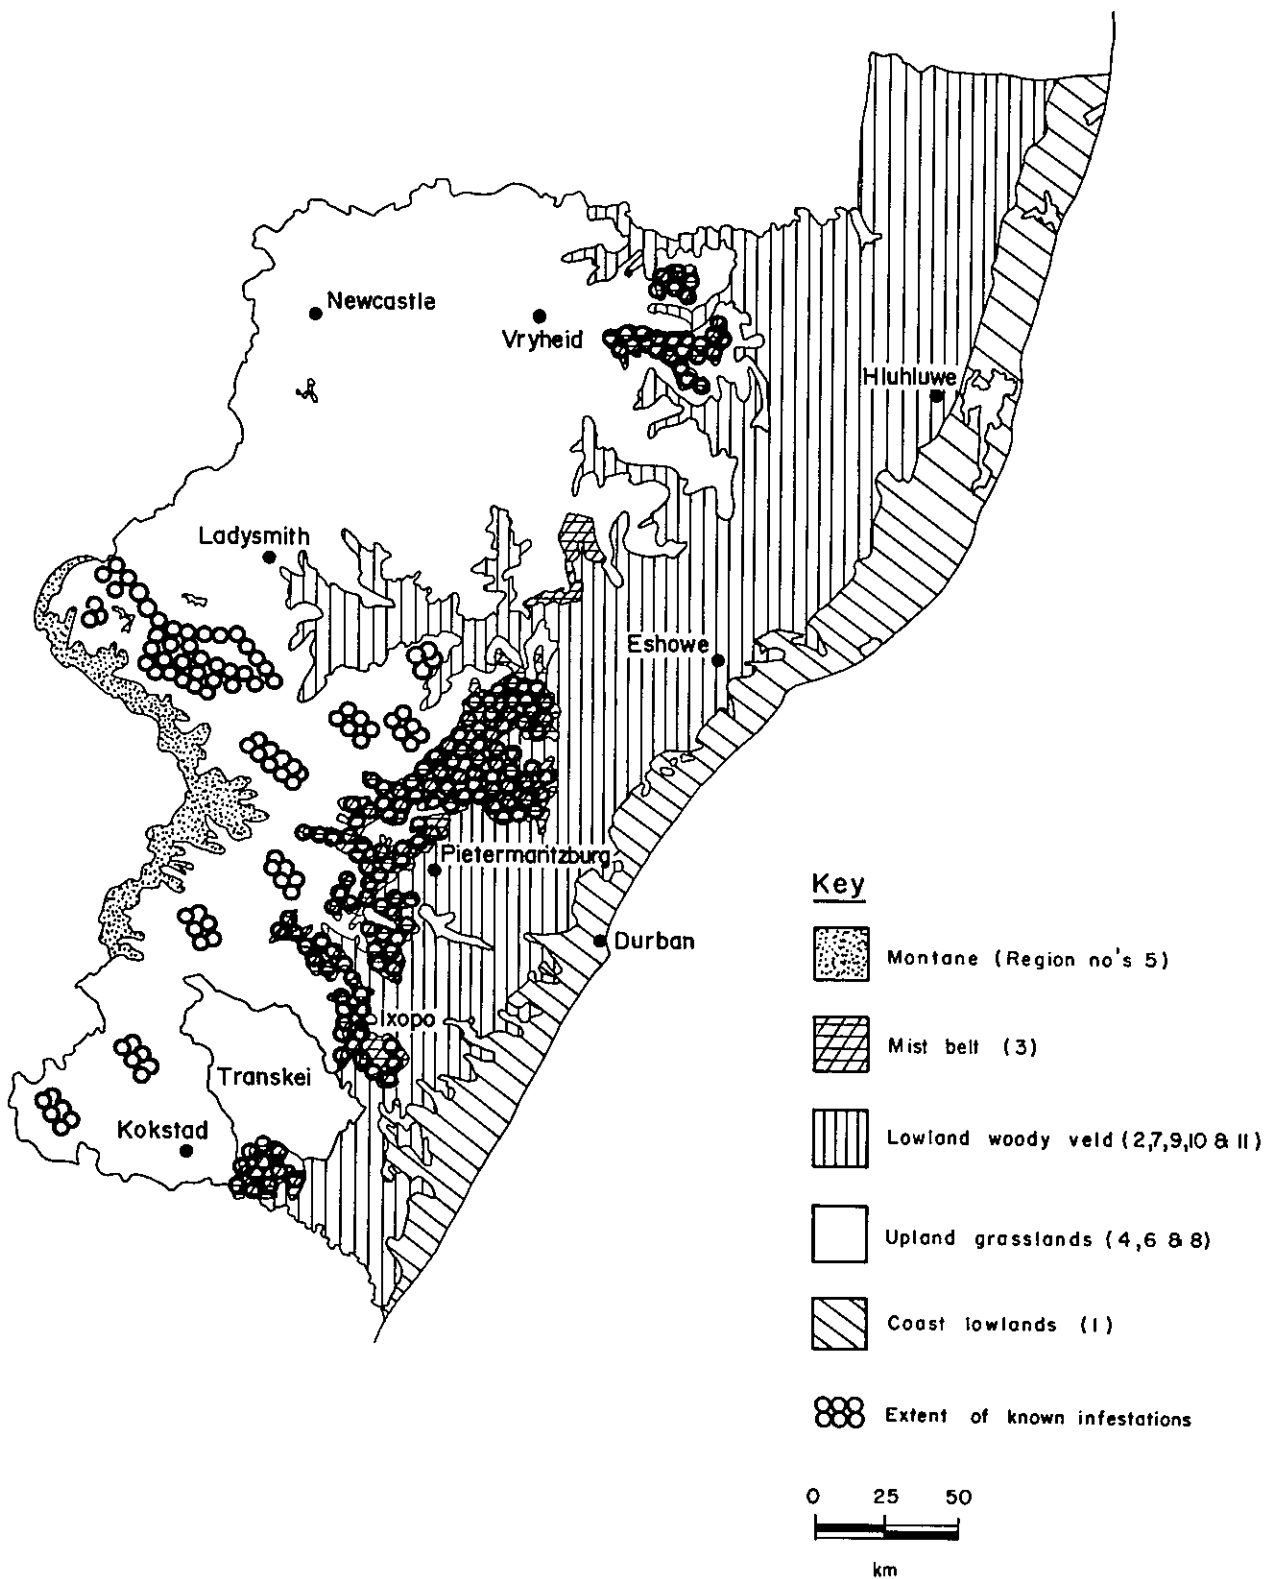 Newcastle
Vryheid
Hluhluwe
Ladysmith
Eshowe
Pietermaritzburg
Durban
Ixopo
Transkei
Kokstad
Key
Montane (Region no's 5)
Mist belt (3)
Lowland woody veld (2,7,9,10 & 11)
Upland grasslands (4,6 & 8)
Coast lowlands (1)
Extent of known infestations
0 25 50
km